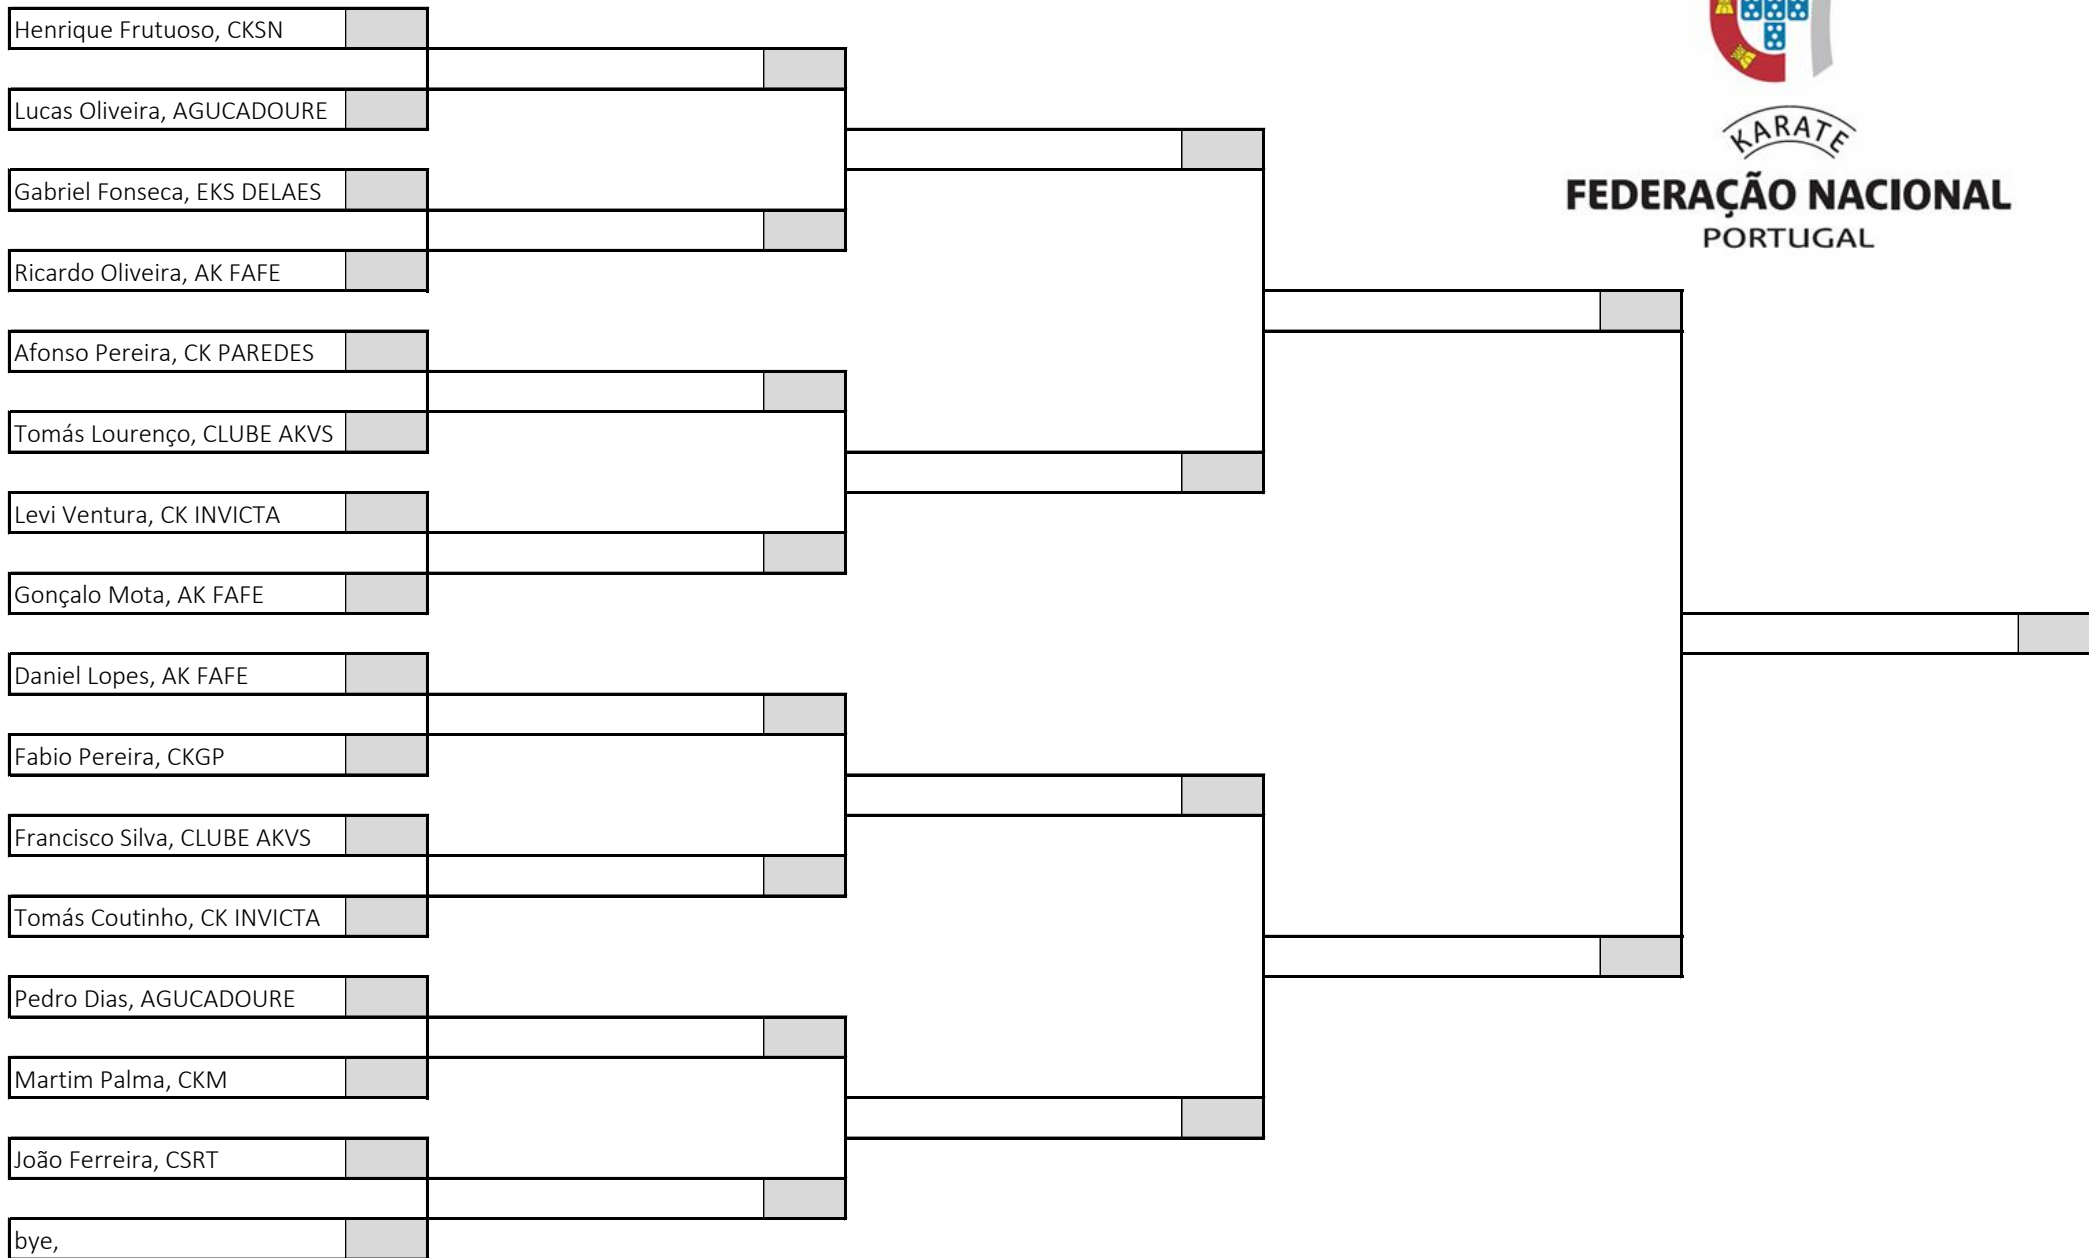 Henrique Frutuoso, CKSN
Lucas Oliveira, AGUCADOURE
Gabriel Fonseca, EKS DELAES
Ricardo Oliveira, AK FAFE
Afonso Pereira, CK PAREDES
Tomás Lourenço, CLUBE AKVS
Levi Ventura, CK INVICTA
Gonçalo Mota, AK FAFE
Daniel Lopes, AK FAFE
Fabio Pereira, CKGP
Francisco Silva, CLUBE AKVS
Tomás Coutinho, CK INVICTA
Pedro Dias, AGUCADOURE
Martim Palma, CKM
João Ferreira, CSRT
bye,
KARATE
FEDERAÇÃO NACIONAL
PORTUGAL